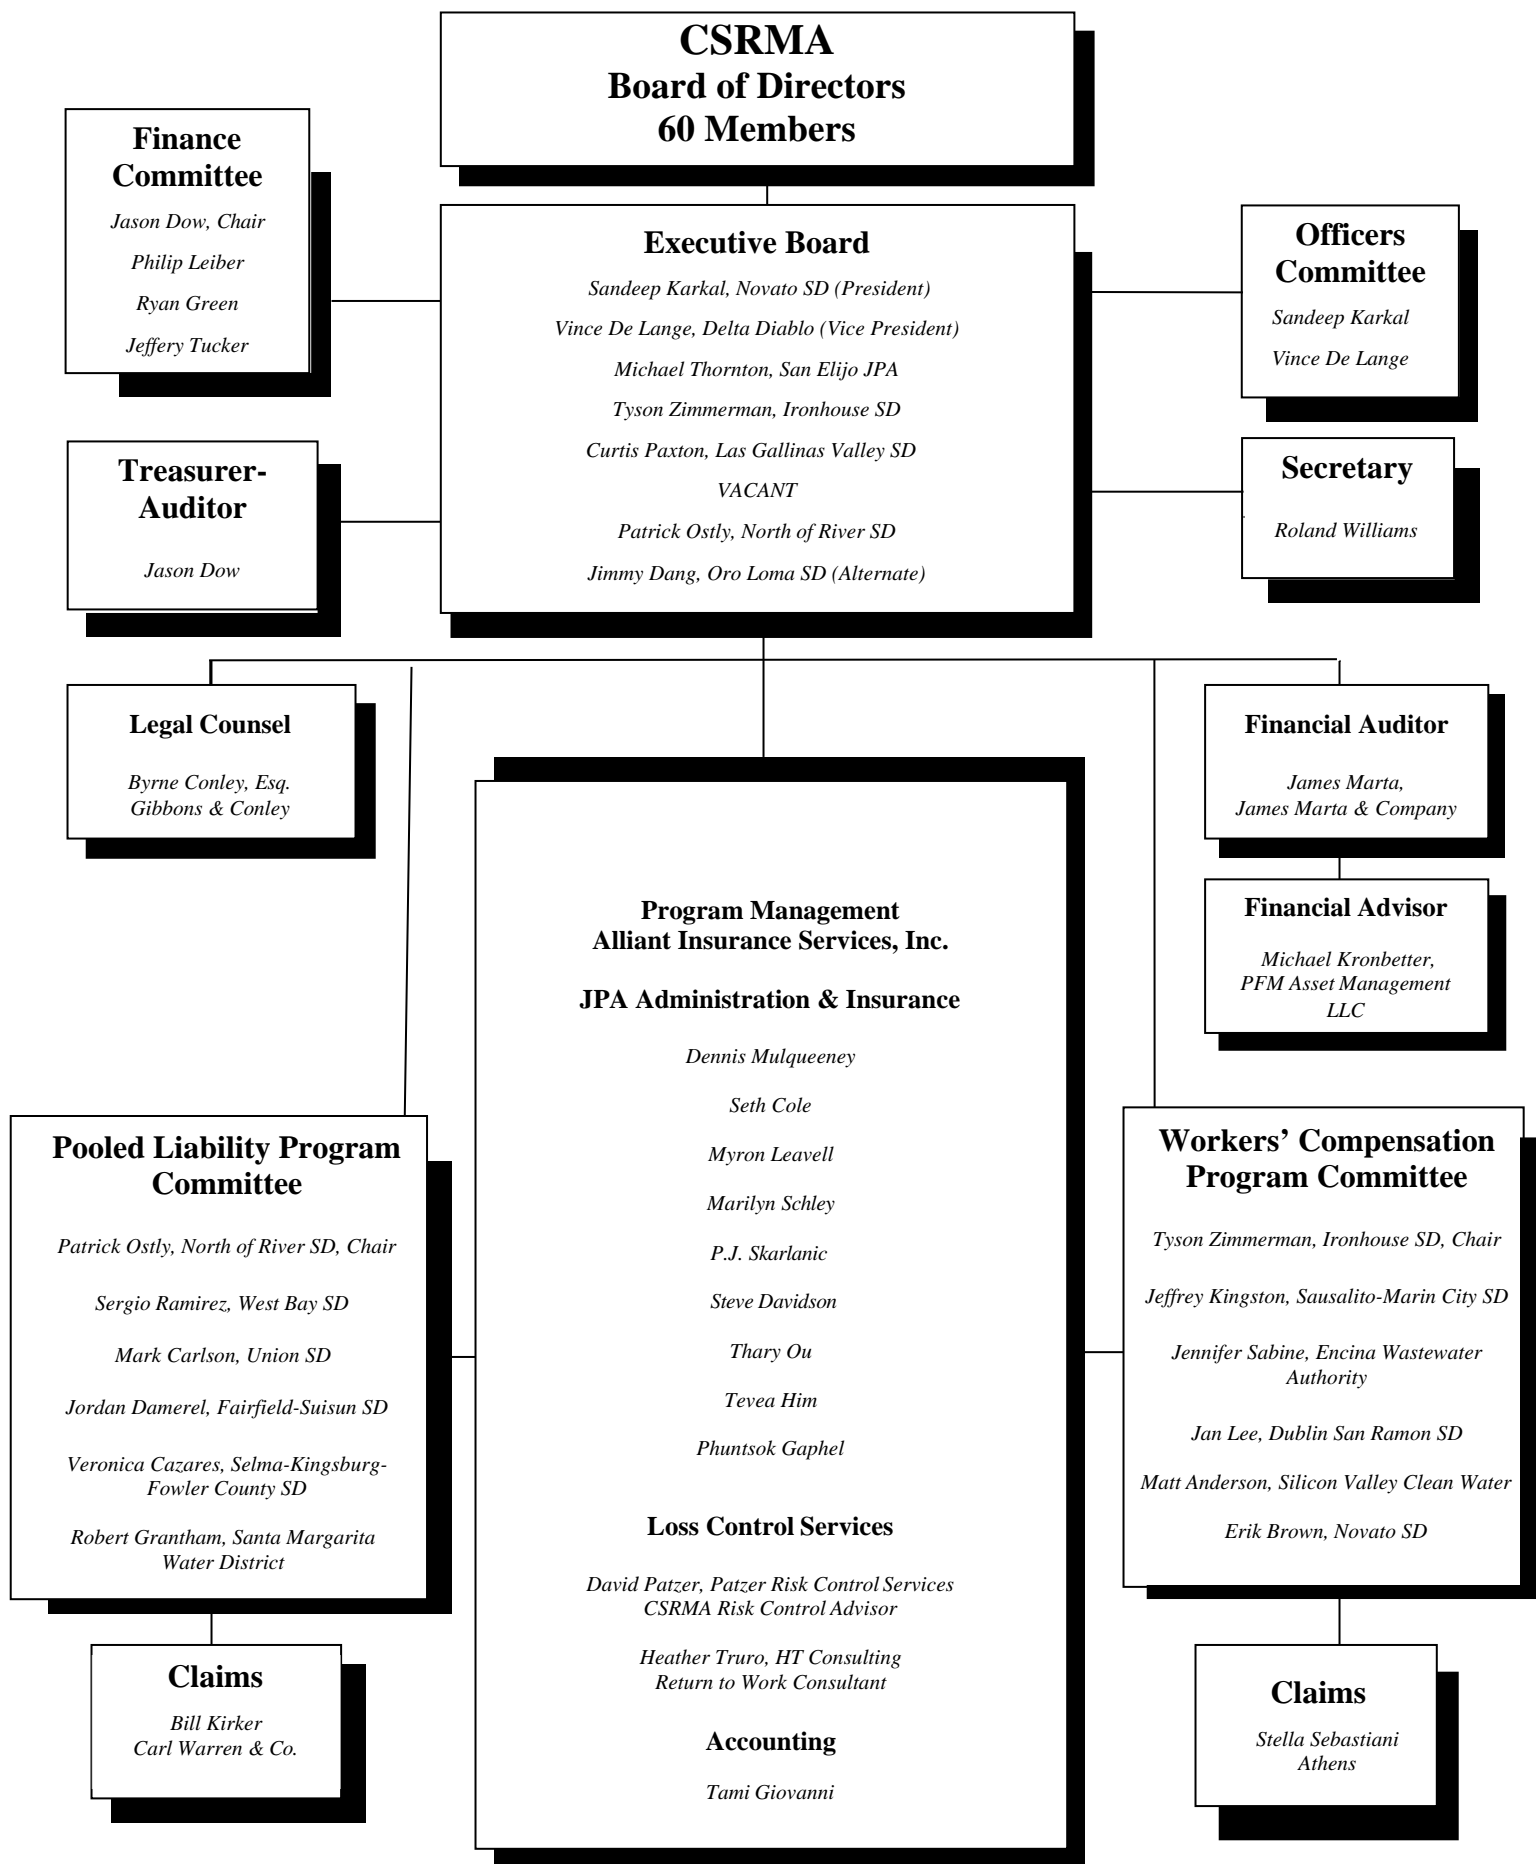 CSRMA
Board of Directors
60 Members
Finance
Committee
Jason Dow, Chair
Philip Leiber
Ryan Green
Jeffery Tucker
Executive Board
Sandeep Karkal, Novato SD (President)
Vince De Lange, Delta Diablo (Vice President)
Michael Thornton, San Elijo JPA
Tyson Zimmerman, Ironhouse SD
Curtis Paxton, Las Gallinas Valley SD
VACANT
Patrick Ostly, North of River SD
Jimmy Dang, Oro Loma SD (Alternate)
Officers
Committee
Sandeep Karkal
Vince De Lange
Treasurer-
Auditor
Jason Dow
Secretary
Roland Williams
Legal Counsel
Byrne Conley, Esq.
Gibbons & Conley
Financial Auditor
James Marta,
James Marta & Company
Financial Advisor
Michael Kronbetter,
PFM Asset Management
LLC
Program Management
Alliant Insurance Services, Inc.
JPA Administration & Insurance
Dennis Mulqueeney
Seth Cole
Myron Leavell
Marilyn Schley
P.J. Skarlanic
Steve Davidson
Thary Ou
Tevea Him
Phuntsok Gaphel
Loss Control Services
David Patzer, Patzer Risk Control Services
CSRMA Risk Control Advisor
Heather Truro, HT Consulting
Return to Work Consultant
Accounting
Tami Giovanni
Pooled Liability Program
Committee
Patrick Ostly, North of River SD, Chair
Sergio Ramirez, West Bay SD
Mark Carlson, Union SD
Jordan Damerel, Fairfield-Suisun SD
Veronica Cazares, Selma-Kingsburg-
Fowler County SD
Robert Grantham, Santa Margarita
Water District
Claims
Bill Kirker
Carl Warren & Co.
Workers’ Compensation
Program Committee
Tyson Zimmerman, Ironhouse SD, Chair
Jeffrey Kingston, Sausalito-Marin City SD
Jennifer Sabine, Encina Wastewater
Authority
Jan Lee, Dublin San Ramon SD
Matt Anderson, Silicon Valley Clean Water
Erik Brown, Novato SD
Claims
Stella Sebastiani
Athens